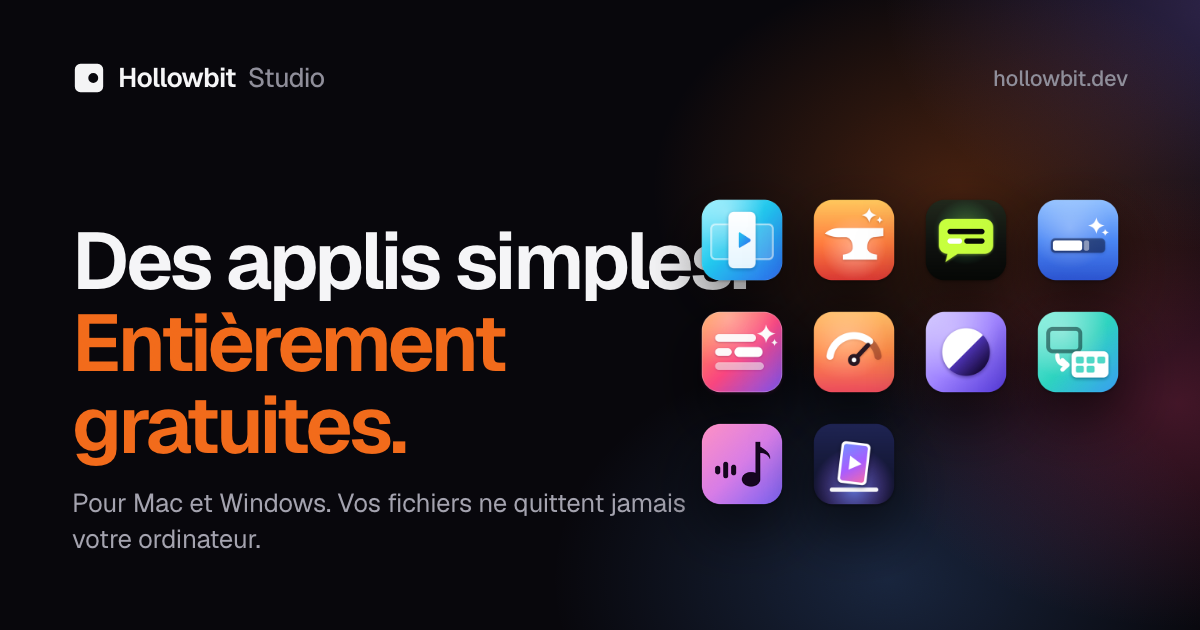 Hollowbit Studio
hollowbit.dev
Des applis simples.
Entièrement
gratuites.
Pour Mac et Windows. Vos fichiers ne quittent jamais
votre ordinateur.